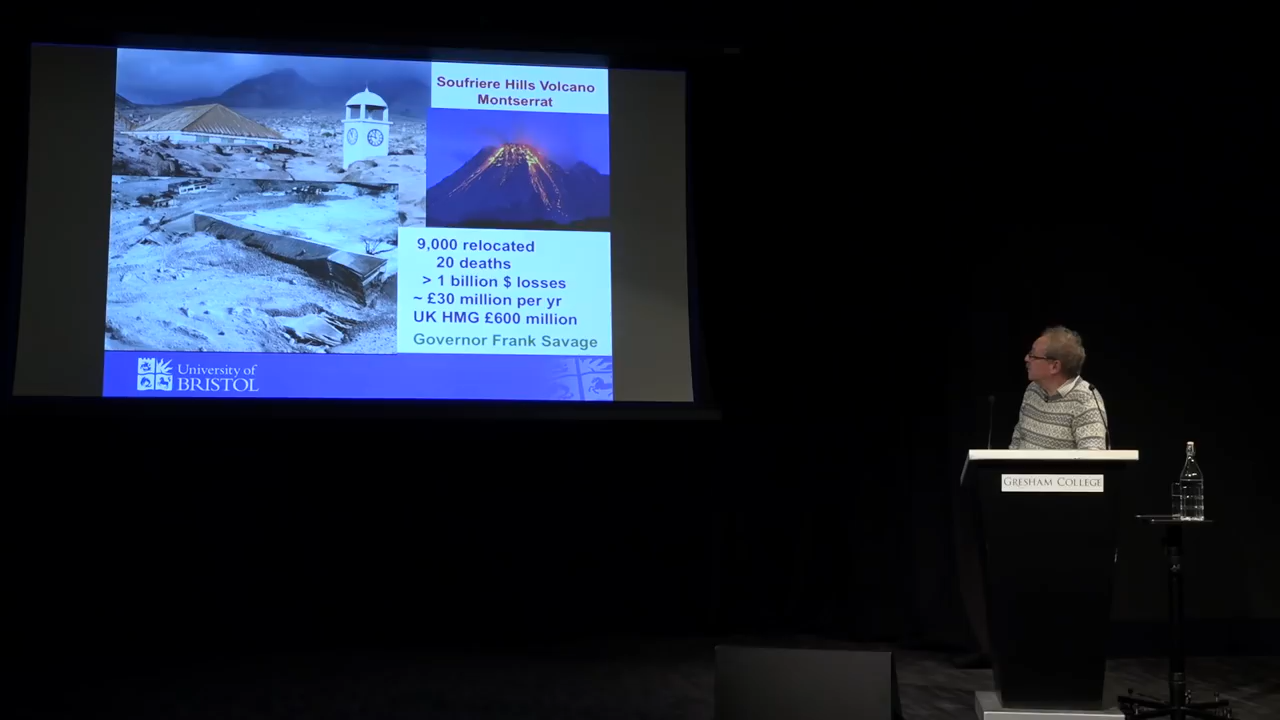 Soufriere Hills Volcano
Montserrat
9,000 relocated
20 deaths
> 1 billion $ losses
~ £30 million per yr
UK HMG £600 million
Governor Frank Savage
University of
BRISTOL
GRESHAM COLLEGE